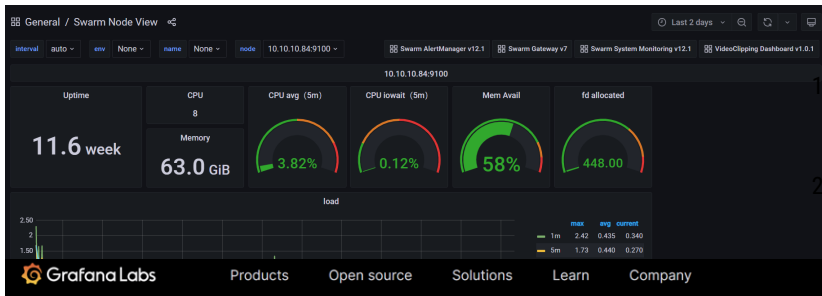 General / Swarm Node View
Last 2 days
interval auto env None name None node 10.10.10.84:9100 Swarm AlertManager v12.1 Swarm Gateway v7 Swarm System Monitoring v12.1 VideoClipping Dashboard v1.0.1
10.10.10.84:9100
1
Uptime
11.6 week
CPU
8
Memory
63.0 GiB
CPU avg (5m)
3.82%
CPU iowait (5m)
0.12%
Mem Avail
58%
fd allocated
448.00
2
load
2.50
2
1.50
max avg current
1m 2.42 0.435 0.340
5m 1.73 0.440 0.270
Grafana Labs Products Open source Solutions Learn Company